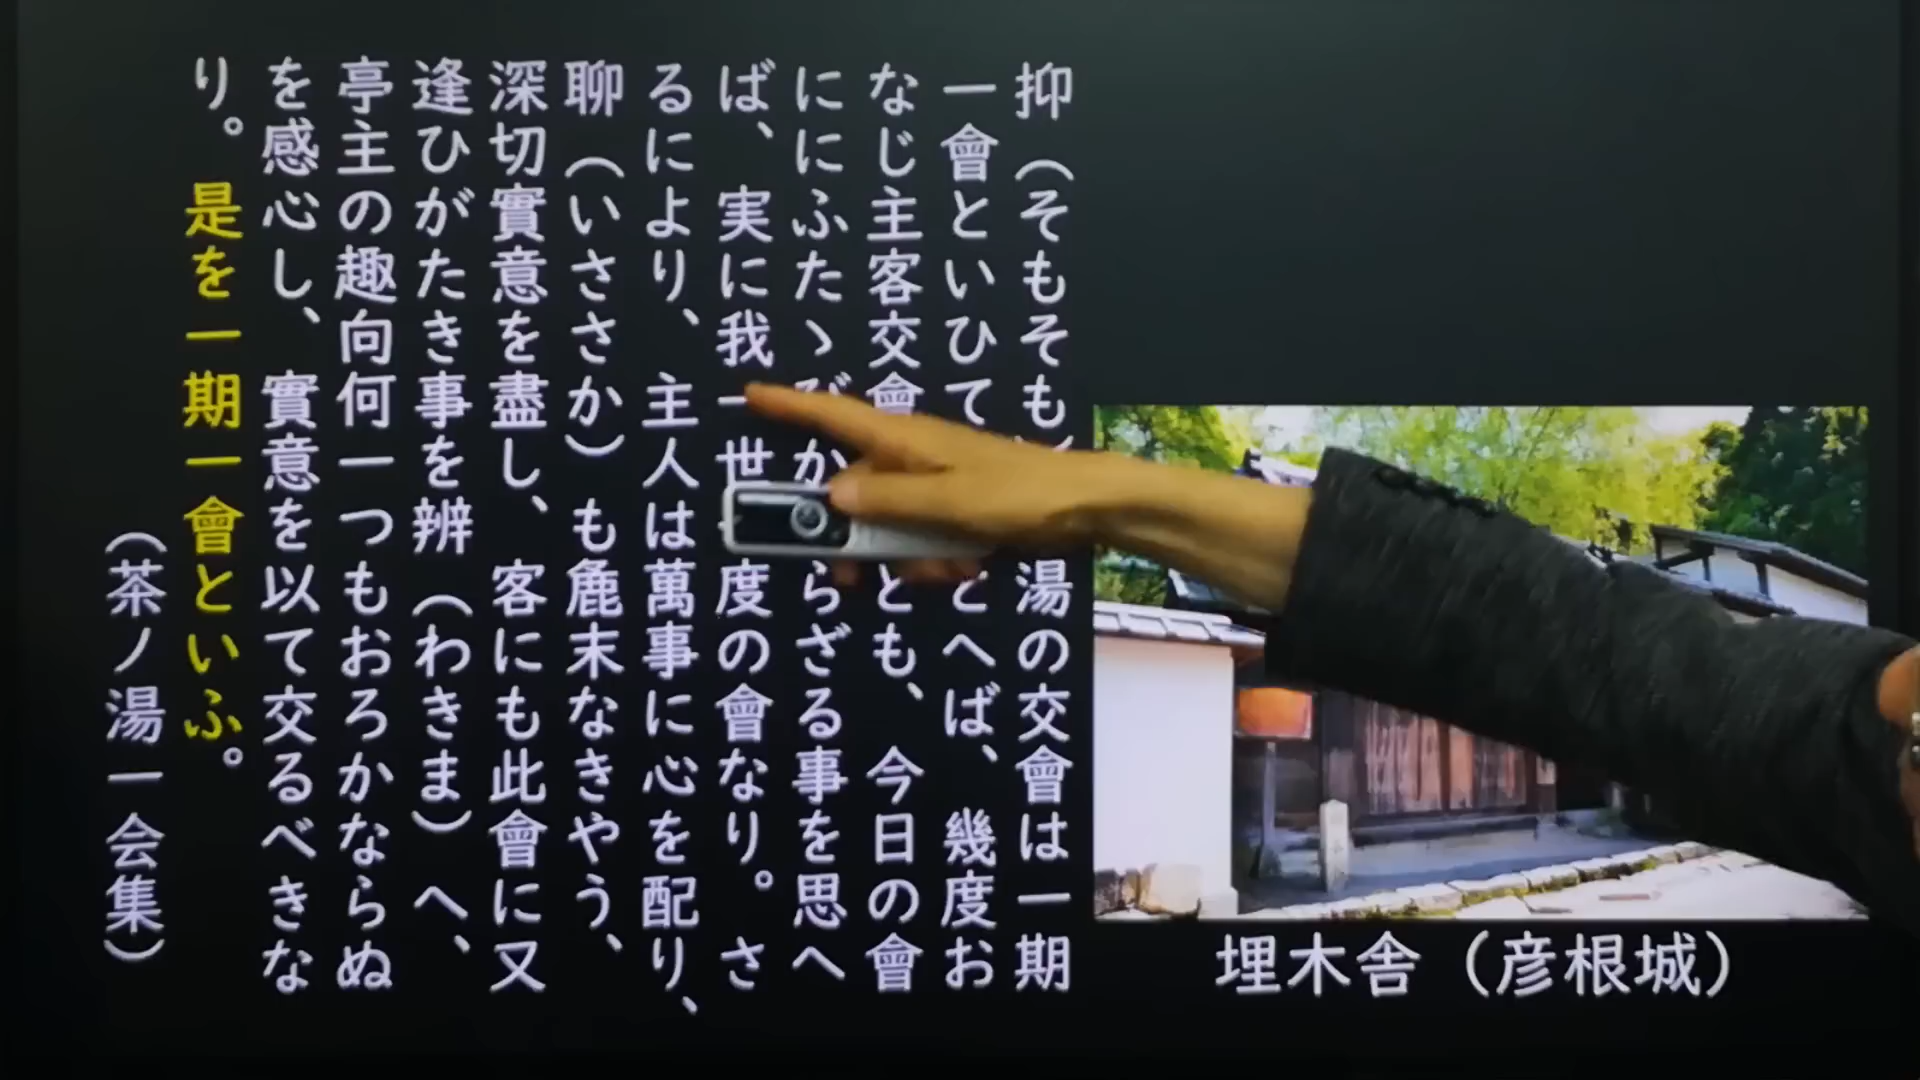 抑（そもそも）湯の交會は一期
一會といひてとへば、幾度お
なじ主客交會とも、今日の會
ににふたゝびからざる事を思へ
ば、実に我一世度の會なり。さ
るにより、主人は萬事に心を配り、
聊（いささか）も麁末なきやう、
深切實意を盡し、客にも此會に又
逢ひがたき事を辨（わきま）へ、
亭主の趣向何一つもおろかならぬ
を感心し、實意を以て交るべきな
り。是を一期一會といふ。
（茶ノ湯一会集）
埋木舎（彦根城）